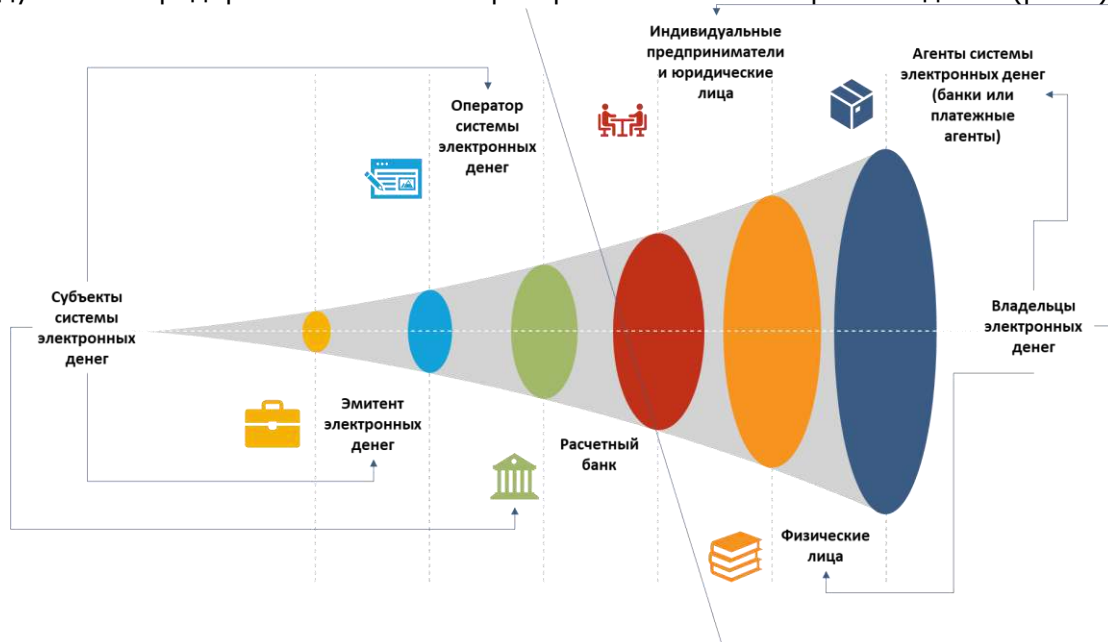 Индивидуальные
предприниматели
и юридические
лица
Агенты системы
электронных денег
(банки или
платежные
агенты)
Оператор
системы
электронных
денег
Субъекты
системы
электронных
денег
Владельцы
электронных
денег
Эмитент
электронных
денег
Расчетный
банк
Физические
лица